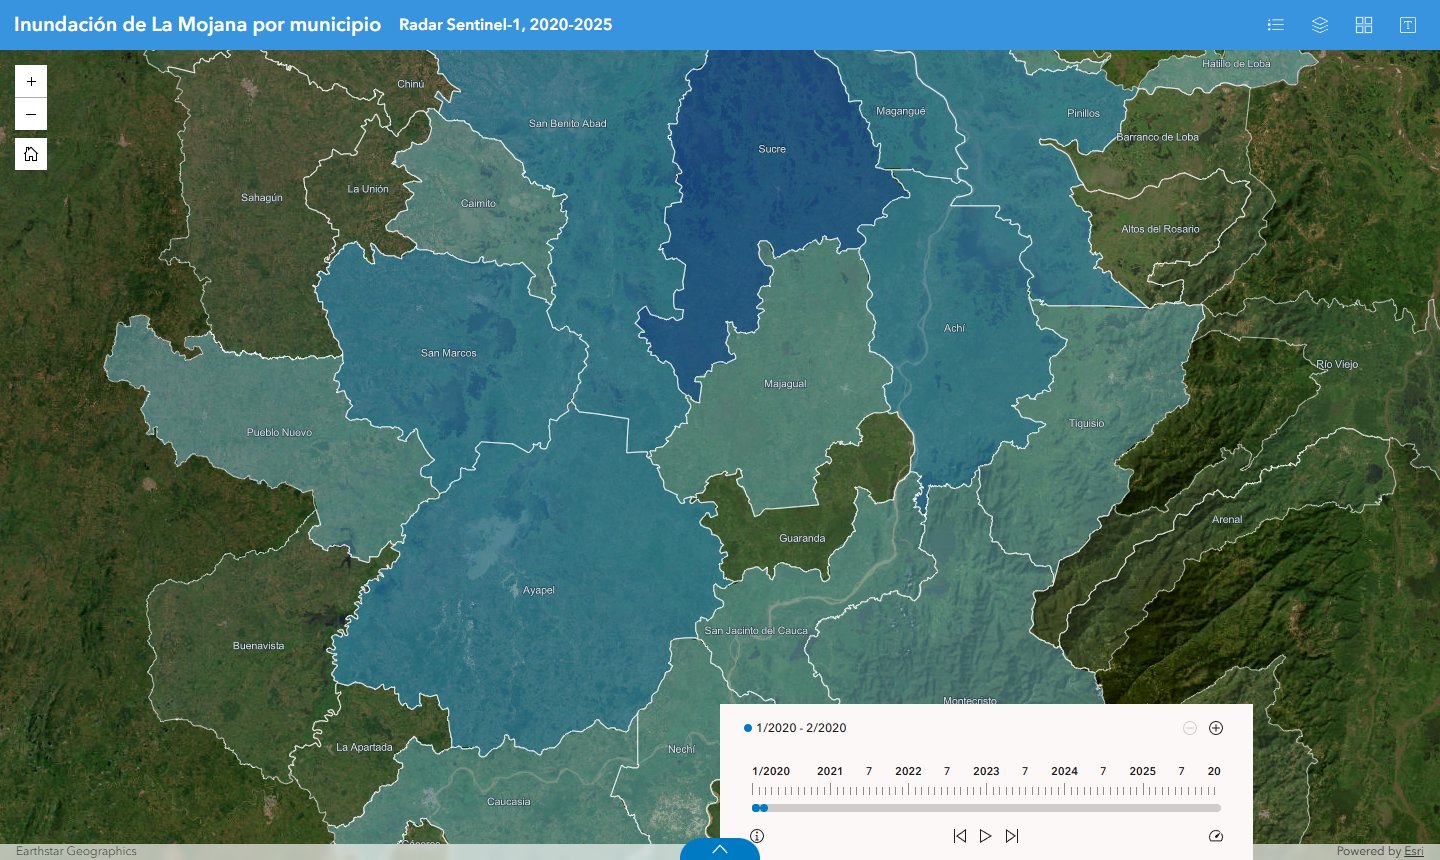 Inundación de La Mojana por municipio Radar Sentinel-1, 2020-2025
T
+
−
Hatillo de Loba
Chinú
Magangué
Pinillos
San Benito Abad
Barranco de Loba
Sucre
La Unión
Sahagún
Caimito
Altos del Rosario
Achí
San Marcos
Río Viejo
Majagual
Tiquisio
Pueblo Nuevo
Arenal
Guaranda
Ayapel
San Jacinto del Cauca
Buenavista
Montecristo
La Apartada
Nechí
Caucasia
Cáceres
1/2020 - 2/2020
1/2020 2021 7 2022 7 2023 7 2024 7 2025 7 20
Earthstar Geographics
Powered by Esri